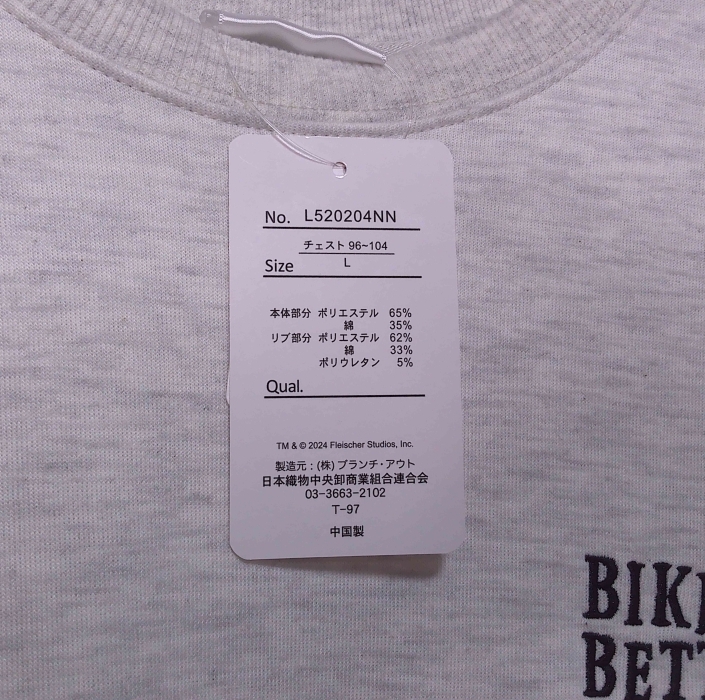 No. L520204NN
チェスト 96~104
Size L
本体部分 ポリエステル 65%
綿 35%
リブ部分 ポリエステル 62%
綿 33%
ポリウレタン 5%
Qual.
TM & © 2024 Fleischer Studios, Inc.
製造元：(株) ブランチ・アウト
日本織物中央卸商業組合連合会
03-3663-2102
T-97
中国製
BIK
BET